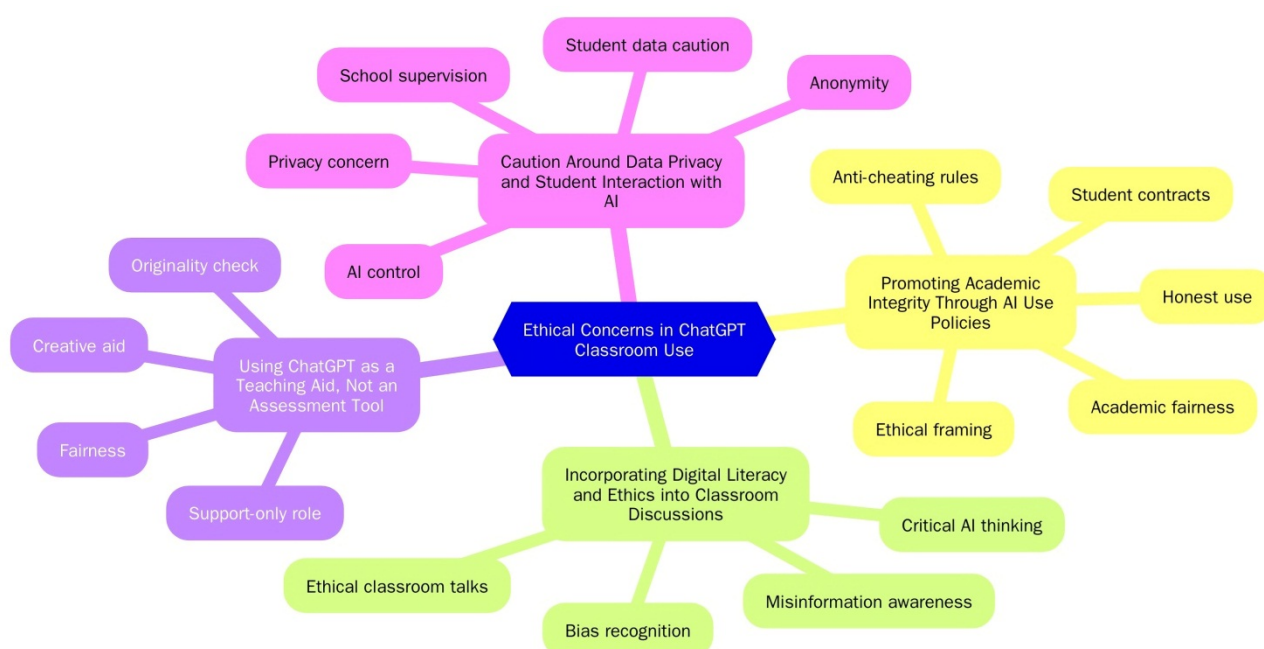 Student data caution
School supervision
Anonymity
Privacy concern
Caution Around Data Privacy
and Student Interaction with
AI
AI control
Anti-cheating rules
Student contracts
Promoting Academic
Integrity Through AI Use
Policies
Honest use
Academic fairness
Ethical framing
Ethical Concerns in ChatGPT
Classroom Use
Originality check
Creative aid
Using ChatGPT as a
Teaching Aid, Not an
Assessment Tool
Fairness
Support-only role
Incorporating Digital Literacy
and Ethics into Classroom
Discussions
Critical AI thinking
Ethical classroom talks
Misinformation awareness
Bias recognition